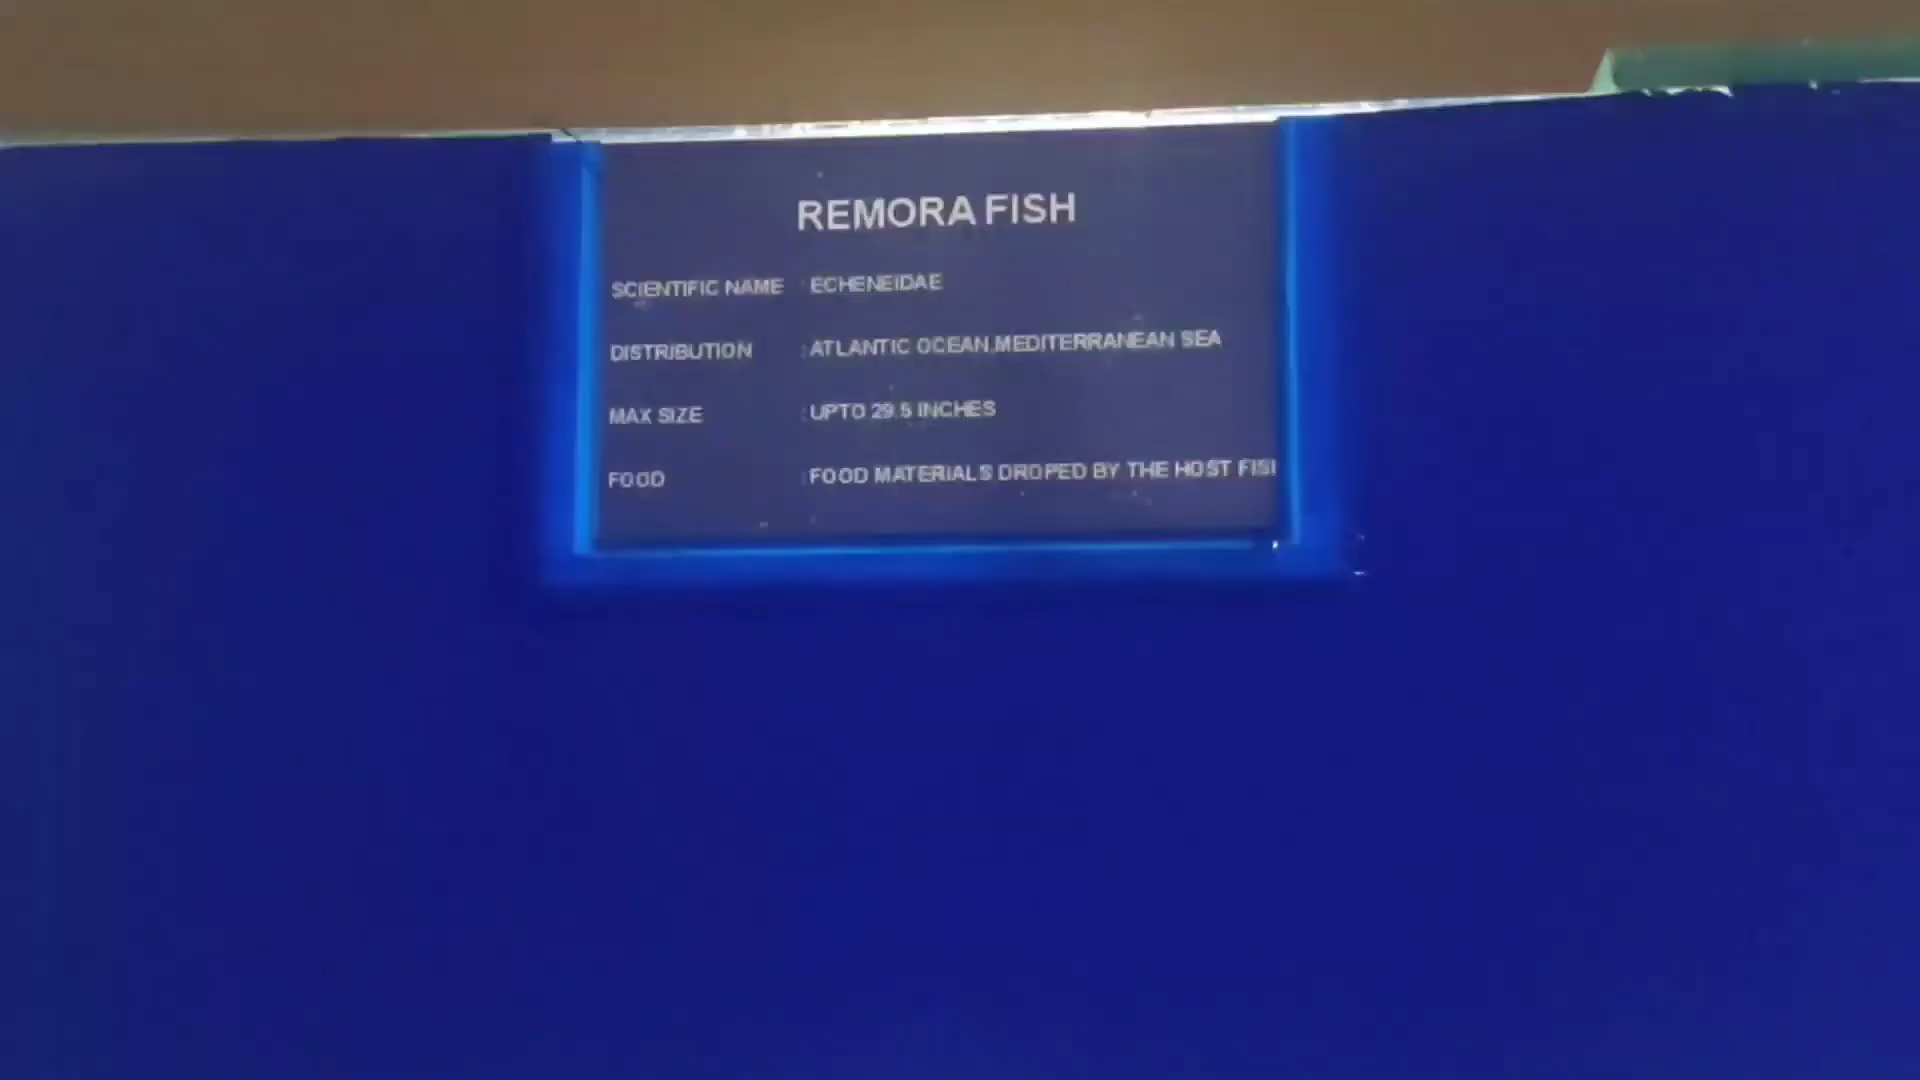 REMORA FISH
SCIENTIFIC NAME : ECHENEIDAE
DISTRIBUTION : ATLANTIC OCEAN,MEDITERRANEAN SEA
MAX SIZE : UPTO 29.5 INCHES
FOOD : FOOD MATERIALS DROPED BY THE HOST FISH